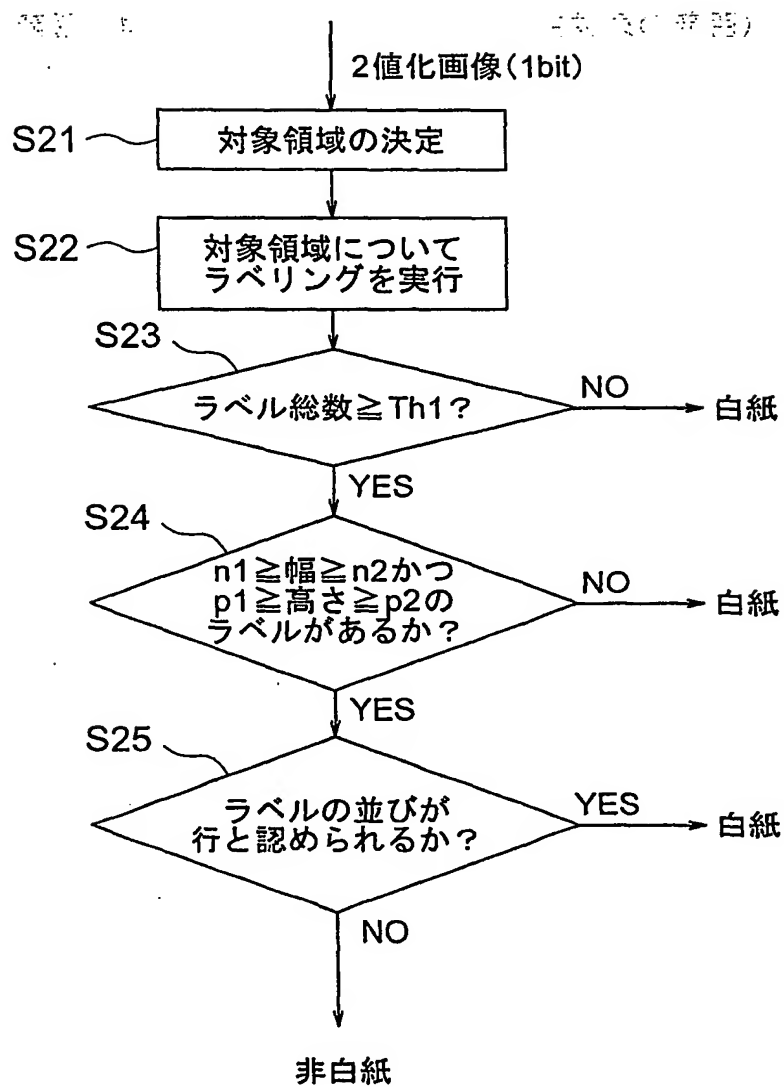 2値化画像(1bit)
S21
対象領域の決定
S22
対象領域について
ラベリングを実行
S23
ラベル総数≧Th1?
NO
白紙
YES
S24
n1≧幅≧n2かつ
p1≧高さ≧p2の
ラベルがあるか?
NO
白紙
YES
S25
ラベルの並びが
行と認められるか?
YES
白紙
NO
非白紙